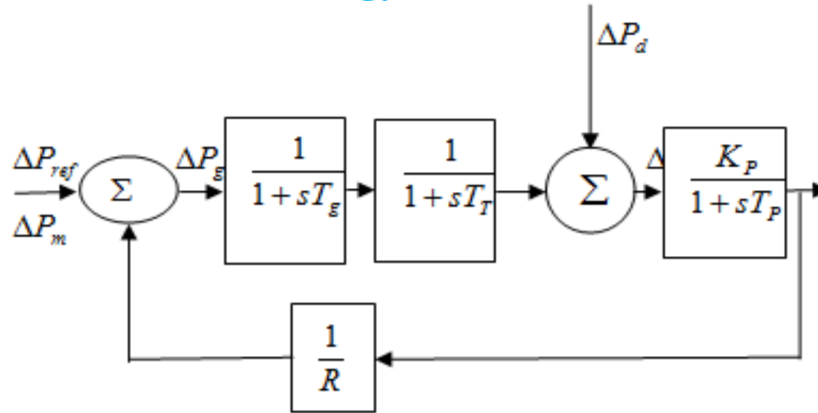 ΔP_d
ΔP_ref
Σ
ΔP_g
1
1 + sT_g
1
1 + sT_T
Σ
Δ
K_P
1 + sT_P
ΔP_m
1
R